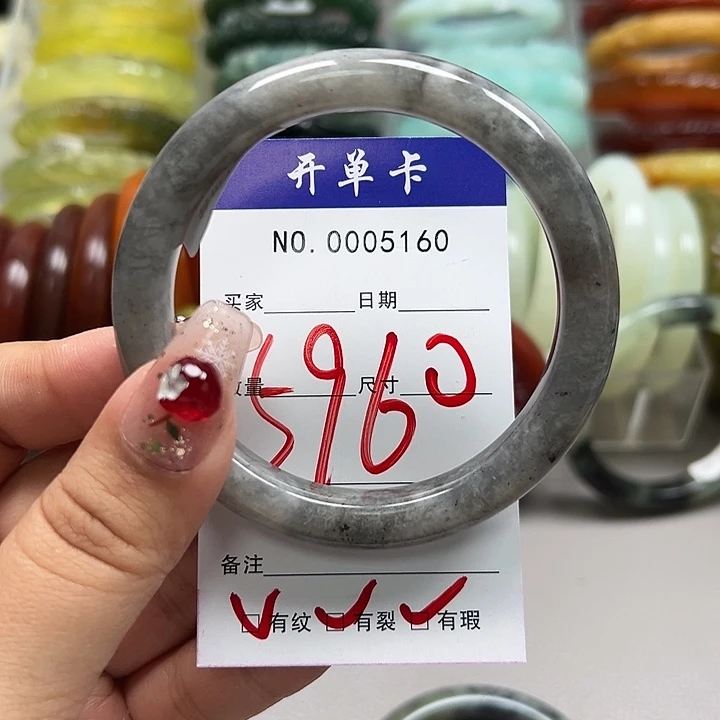 开单卡
NO.0005160
买家 日期
数量 尺寸
5960
备注
☑有纹 ☑有裂 ☑有瑕